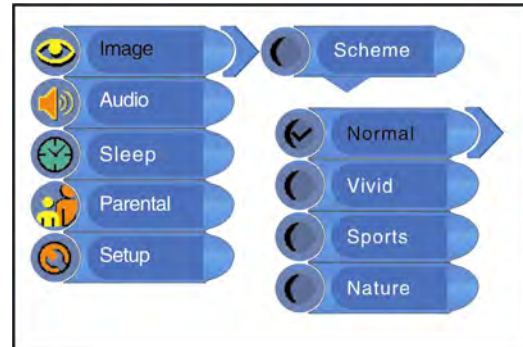 Image
Audio
Sleep
Parental
Setup
Scheme
Normal
Vivid
Sports
Nature